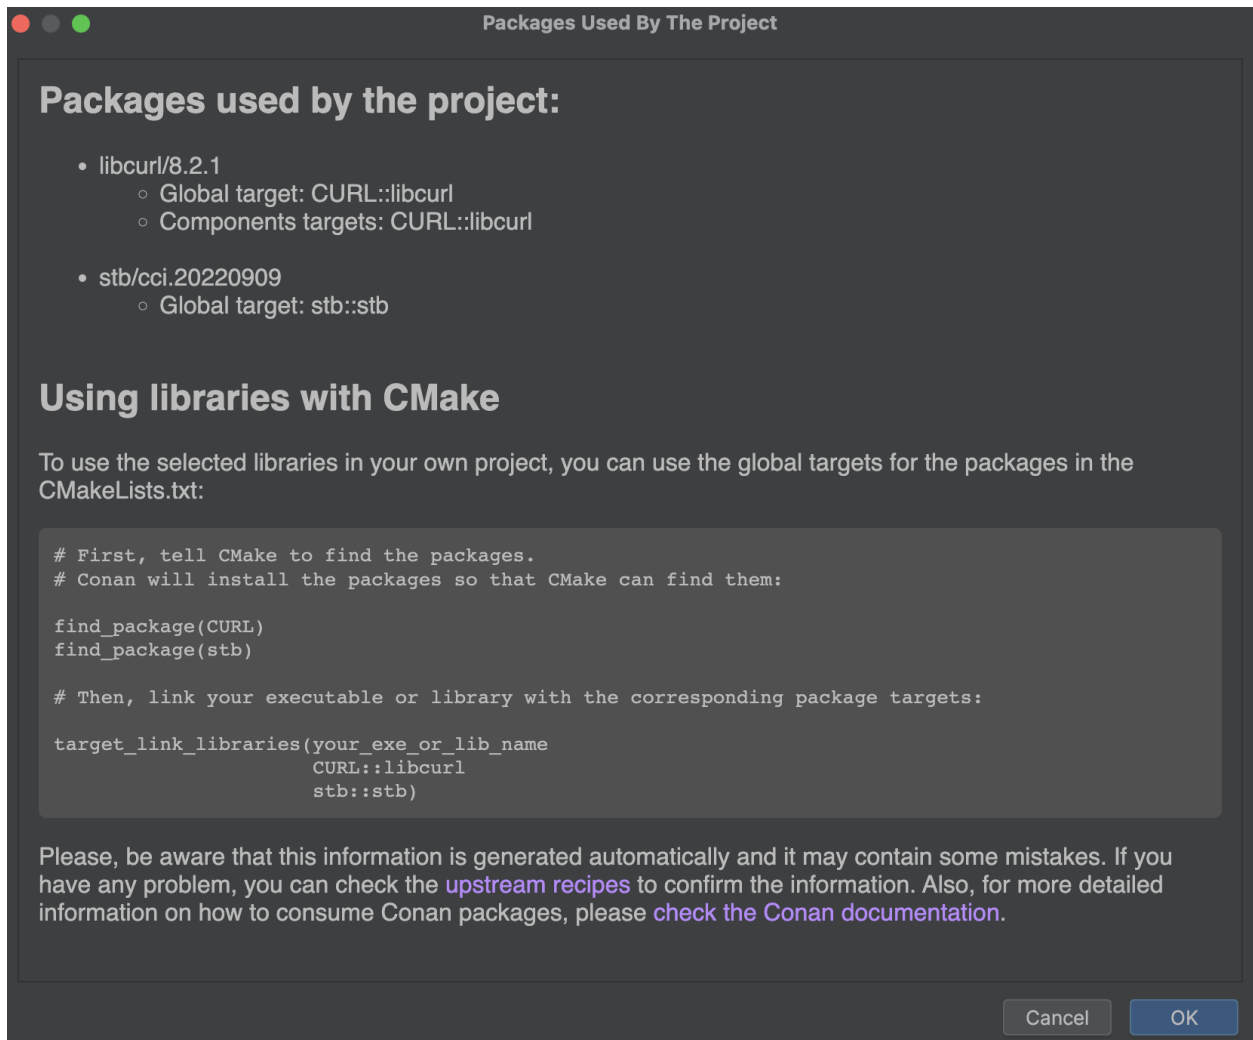 Packages Used By The Project
Packages used by the project:
• libcurl/8.2.1
◦ Global target: CURL::libcurl
◦ Components targets: CURL::libcurl
• stb/cci.20220909
◦ Global target: stb::stb
Using libraries with CMake
To use the selected libraries in your own project, you can use the global targets for the packages in the
CMakeLists.txt:
# First, tell CMake to find the packages.
# Conan will install the packages so that CMake can find them:
find_package(CURL)
find_package(stb)
# Then, link your executable or library with the corresponding package targets:
target_link_libraries(your_exe_or_lib_name
                      CURL::libcurl
                      stb::stb)
Please, be aware that this information is generated automatically and it may contain some mistakes. If you
have any problem, you can check the upstream recipes to confirm the information. Also, for more detailed
information on how to consume Conan packages, please check the Conan documentation.
Cancel
OK